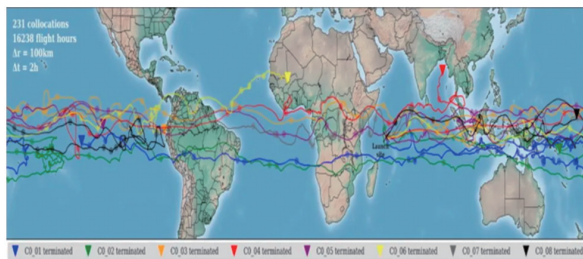 231 collocations
16238 flight hours
Δr = 100km
Δt = 2h
Launch
site
C0_01 terminated C0_02 terminated C0_03 terminated C0_04 terminated C0_05 terminated C0_06 terminated C0_07 terminated C0_08 terminated